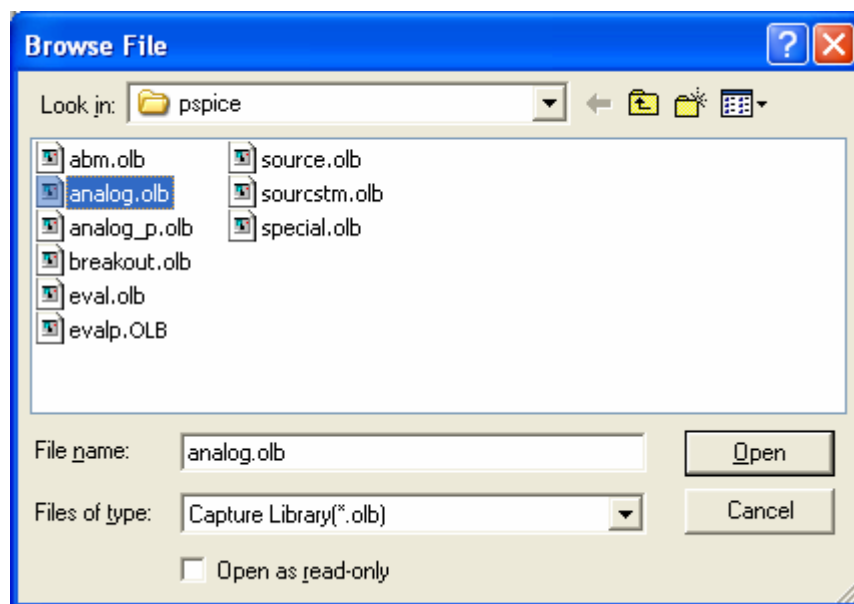 Browse File
Look in: pspice
abm.olb
analog.olb
analog_p.olb
breakout.olb
eval.olb
evalp.OLB
source.olb
sourcstm.olb
special.olb
File name: analog.olb Open
Files of type: Capture Library(*.olb) Cancel
Open as read-only